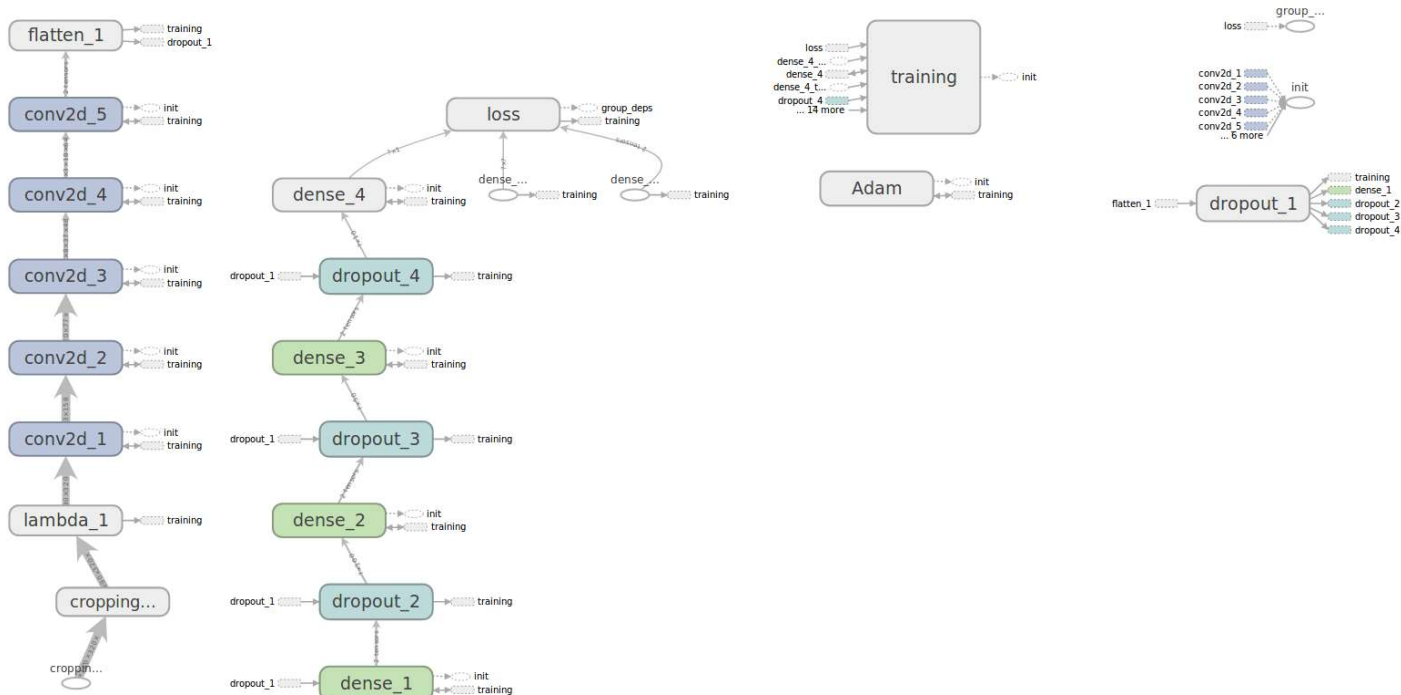 flatten_1
training
dropout_1
conv2d_5
init
training
conv2d_4
init
training
conv2d_3
init
training
conv2d_2
init
training
conv2d_1
init
training
lambda_1
training
cropping...
croppin...
loss
group_deps
training
dense_...
training
dense_...
training
dense_4
init
training
dropout_1
dropout_4
training
dense_3
init
training
dropout_1
dropout_3
training
dense_2
init
training
dropout_1
dropout_2
training
dropout_1
dense_1
init
training
loss
dense_4_...
dense_4
dense_4_t...
dropout_4
... 14 more
training
init
Adam
init
training
group_...
loss
conv2d_1
conv2d_2
conv2d_3
conv2d_4
conv2d_5
... 6 more
init
flatten_1
dropout_1
training
dense_1
dropout_2
dropout_3
dropout_4